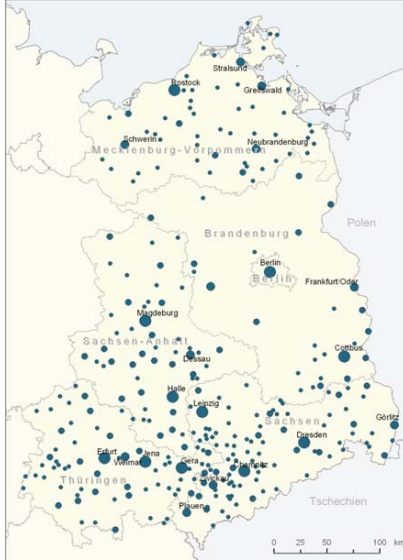 Stralsund
Rostock
Greifswald
Schwerin
Neubrandenburg
Mecklenburg-Vorpommern
Polen
Brandenburg
Berlin
Berlin
Frankfurt/Oder
Magdeburg
Sachsen-Anhalt
Dessau
Cottbus
Halle
Leipzig
Görlitz
Sachsen
Dresden
Erfurt
Weimar
Jena
Gera
Chemnitz
Thüringen
Zwickau
Plauen
Tschechien
0 25 50 100 km